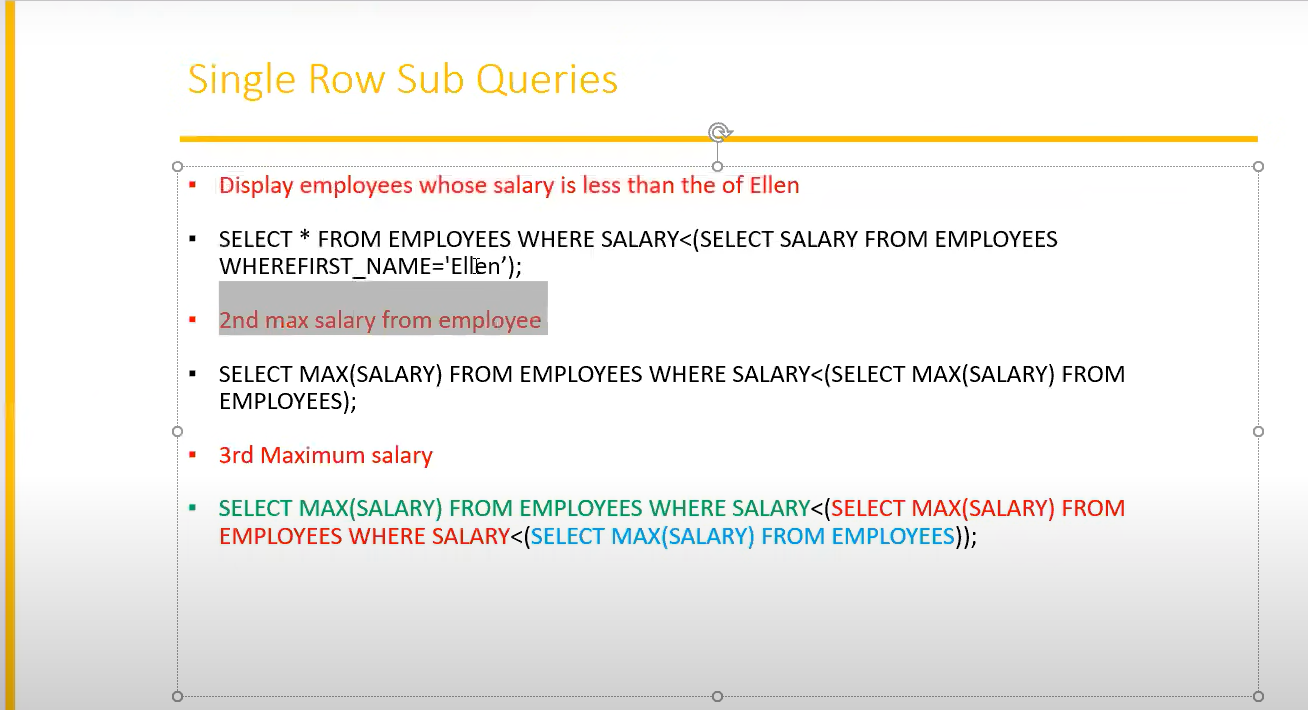 Single Row Sub Queries
▪ Display employees whose salary is less than the of Ellen
▪ SELECT * FROM EMPLOYEES WHERE SALARY<(SELECT SALARY FROM EMPLOYEES
WHEREFIRST_NAME='Ellen’);
▪ 2nd max salary from employee
▪ SELECT MAX(SALARY) FROM EMPLOYEES WHERE SALARY<(SELECT MAX(SALARY) FROM
EMPLOYEES);
▪ 3rd Maximum salary
▪ SELECT MAX(SALARY) FROM EMPLOYEES WHERE SALARY<(SELECT MAX(SALARY) FROM
EMPLOYEES WHERE SALARY<(SELECT MAX(SALARY) FROM EMPLOYEES));